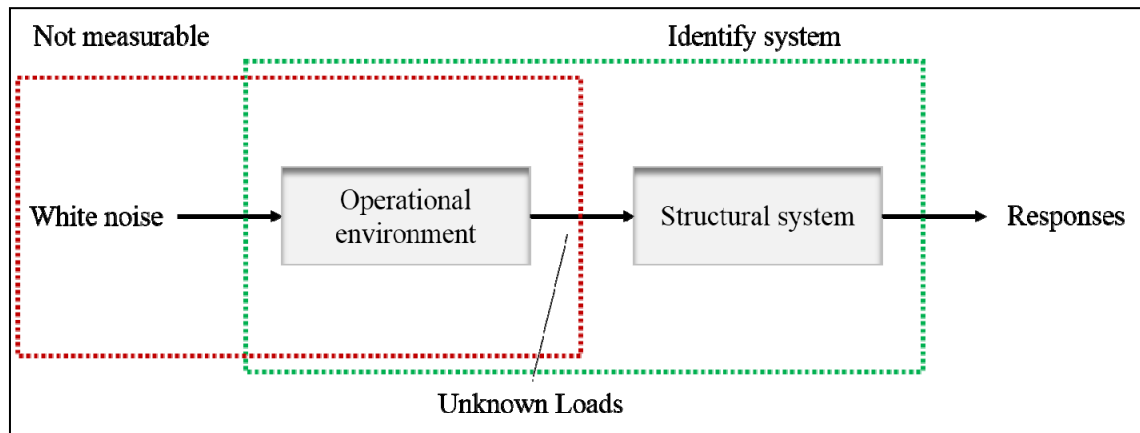 Not measurable
Identify system
White noise
Operational
environment
Structural system
Responses
Unknown Loads